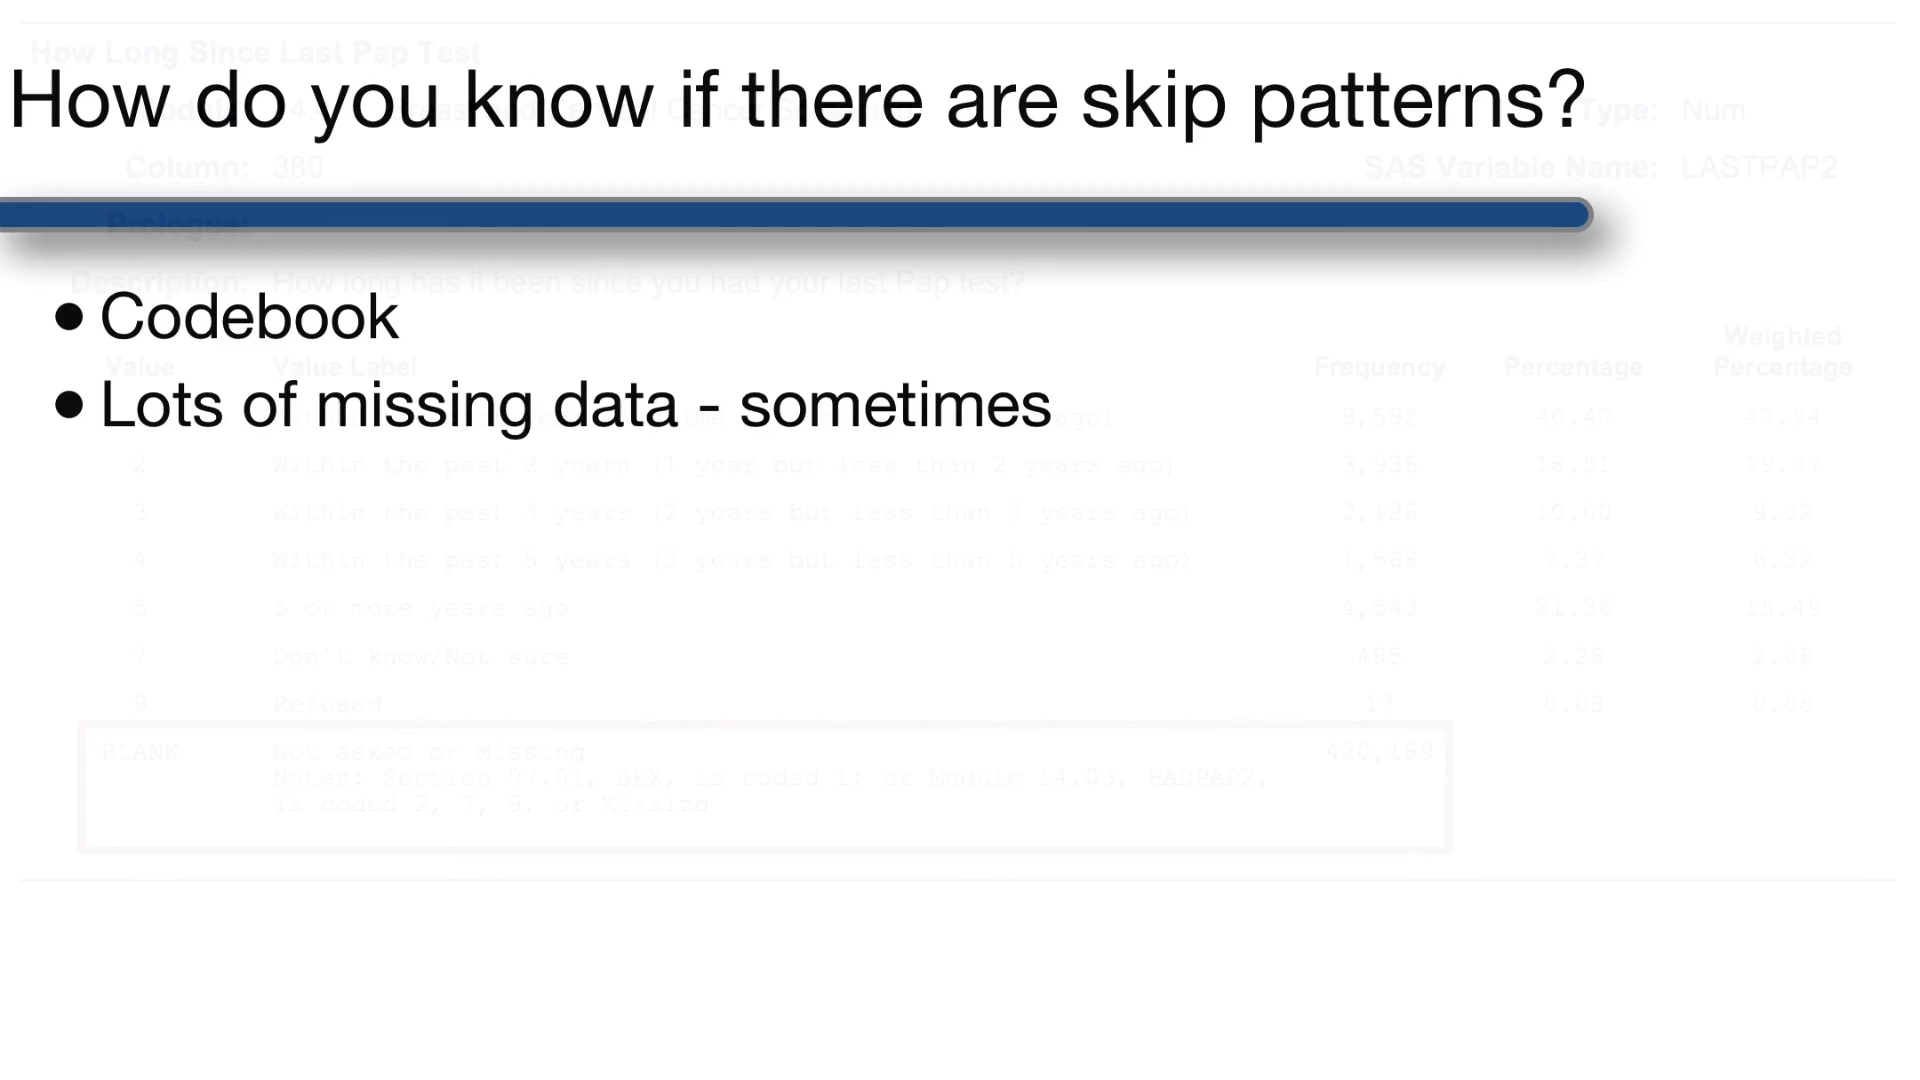 How Long Since Last Pap Test
How do you know if there are skip patterns?
Type: Num
Column: 380
SAS Variable Name: LASTPAP2
Prologue:
Description: How long has it been since you had your last Pap test?
• Codebook
Value Value Label Frequency Percentage Weighted Percentage
• Lots of missing data - sometimes
ago) 8,592 40.40 47.94
2 Within the past 2 years (1 year but less than 2 years ago) 3,936 18.51 19.07
3 Within the past 3 years (2 years but less than 3 years ago) 2,126 10.00 9.02
4 Within the past 5 years (3 years but less than 5 years ago) 1,568 7.37 6.32
5 5 or more years ago 4,543 21.36 15.49
7 Don't know/Not sure 485 2.28 2.08
9 Refused 17 0.08 0.08
BLANK Not asked or Missing 420,189
Notes: Section 07.01, SEX, is coded 1; or Module 14.03, HADPAP2,
is coded 2, 7, 9, or Missing